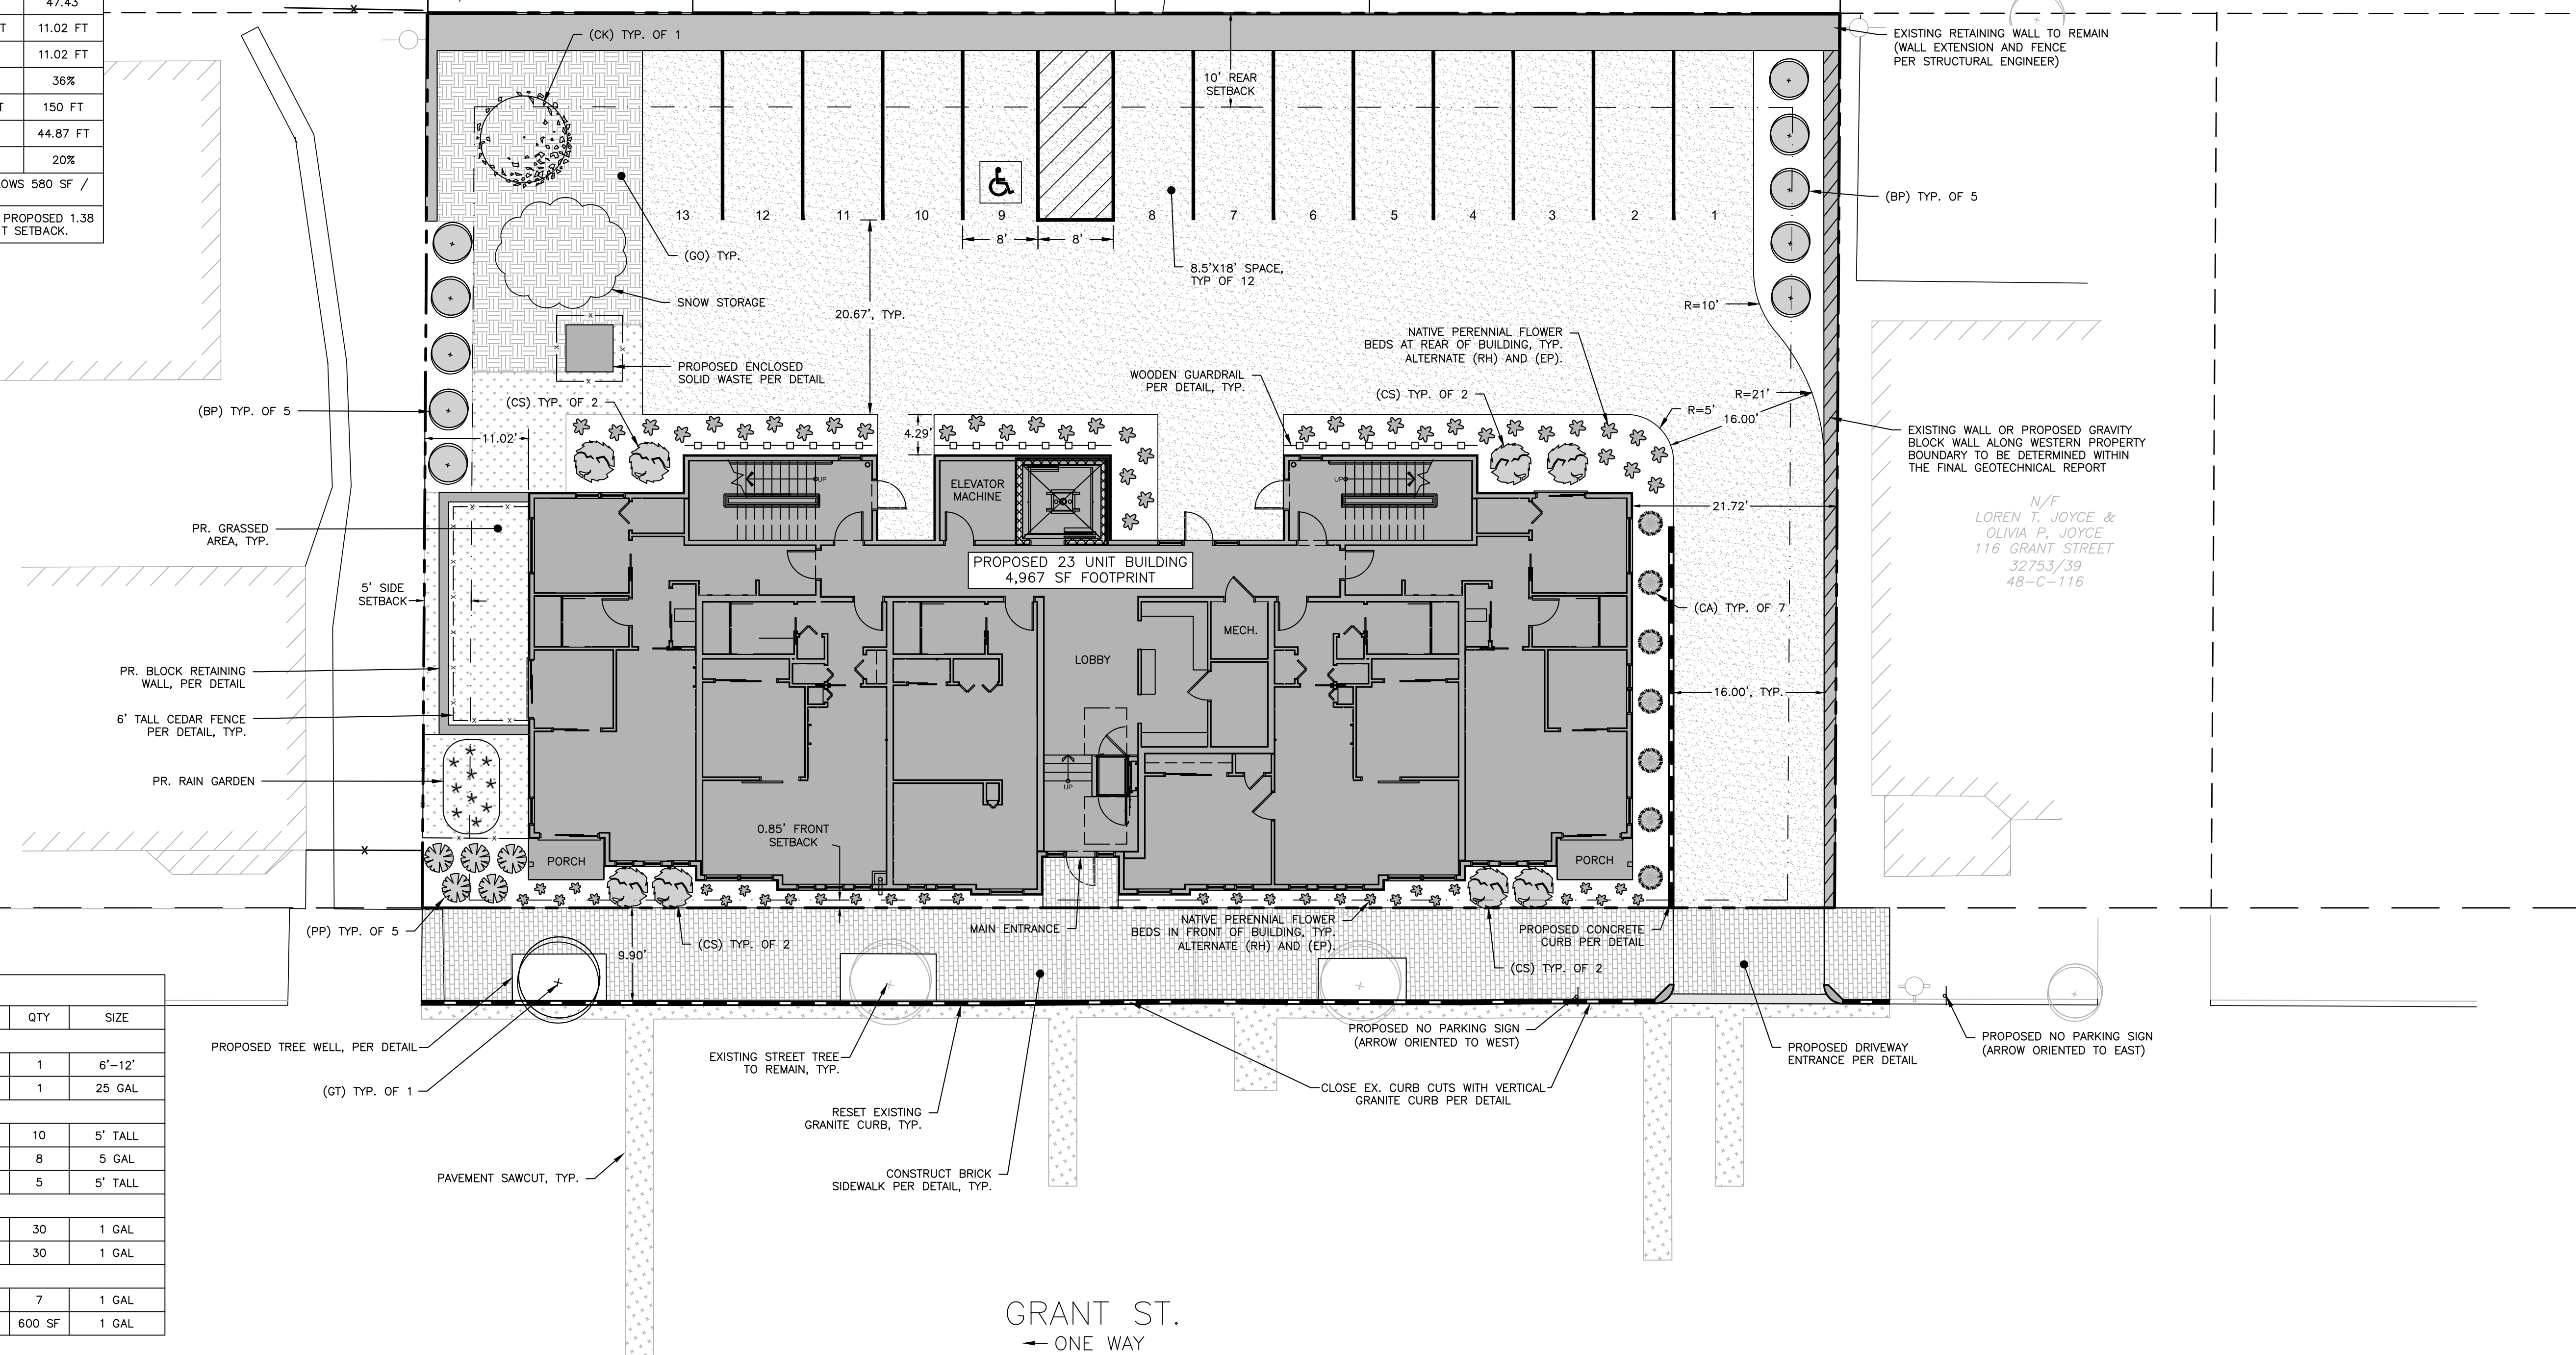 47.43
T 11.02 FT
11.02 FT
36%
T 150 FT
44.87 FT
20%
OWS 580 SF /
PROPOSED 1.38
T SETBACK.
(CK) TYP. OF 1
10' REAR
SETBACK
EXISTING RETAINING WALL TO REMAIN
(WALL EXTENSION AND FENCE
PER STRUCTURAL ENGINEER)
(BP) TYP. OF 5
13 12 11 10 9 8 7 6 5 4 3 2 1
8' 8'
(GO) TYP.
8.5'X18' SPACE,
TYP OF 12
SNOW STORAGE
20.67', TYP.
R=10'
NATIVE PERENNIAL FLOWER
BEDS AT REAR OF BUILDING, TYP.
ALTERNATE (RH) AND (EP).
PROPOSED ENCLOSED
SOLID WASTE PER DETAIL
WOODEN GUARDRAIL
PER DETAIL, TYP.
(CS) TYP. OF 2
(CS) TYP. OF 2
R=21'
R=5'
16.00'
(BP) TYP. OF 5
11.02'
4.29'
EXISTING WALL OR PROPOSED GRAVITY
BLOCK WALL ALONG WESTERN PROPERTY
BOUNDARY TO BE DETERMINED WITHIN
THE FINAL GEOTECHNICAL REPORT
UP
ELEVATOR
MACHINE
UP
21.72'
N/F
LOREN T. JOYCE &
OLIVIA P, JOYCE
116 GRANT STREET
32753/39
48-C-116
PR. GRASSED
AREA, TYP.
PROPOSED 23 UNIT BUILDING
4,967 SF FOOTPRINT
5' SIDE
SETBACK
(CA) TYP. OF 7
MECH.
LOBBY
PR. BLOCK RETAINING
WALL, PER DETAIL
16.00', TYP.
6' TALL CEDAR FENCE
PER DETAIL, TYP.
PR. RAIN GARDEN
UP
0.85' FRONT
SETBACK
PORCH
PORCH
(PP) TYP. OF 5
(CS) TYP. OF 2
9.90'
MAIN ENTRANCE
NATIVE PERENNIAL FLOWER
BEDS IN FRONT OF BUILDING, TYP.
ALTERNATE (RH) AND (EP).
PROPOSED CONCRETE
CURB PER DETAIL
(CS) TYP. OF 2
PROPOSED TREE WELL, PER DETAIL
(GT) TYP. OF 1
EXISTING STREET TREE
TO REMAIN, TYP.
PROPOSED NO PARKING SIGN
(ARROW ORIENTED TO WEST)
PROPOSED DRIVEWAY
ENTRANCE PER DETAIL
PROPOSED NO PARKING SIGN
(ARROW ORIENTED TO EAST)
CLOSE EX. CURB CUTS WITH VERTICAL
GRANITE CURB PER DETAIL
RESET EXISTING
GRANITE CURB, TYP.
PAVEMENT SAWCUT, TYP.
CONSTRUCT BRICK
SIDEWALK PER DETAIL, TYP.
QTY SIZE
1 6'-12'
1 25 GAL
10 5' TALL
8 5 GAL
5 5' TALL
30 1 GAL
30 1 GAL
7 1 GAL
600 SF 1 GAL
GRANT ST.
ONE WAY